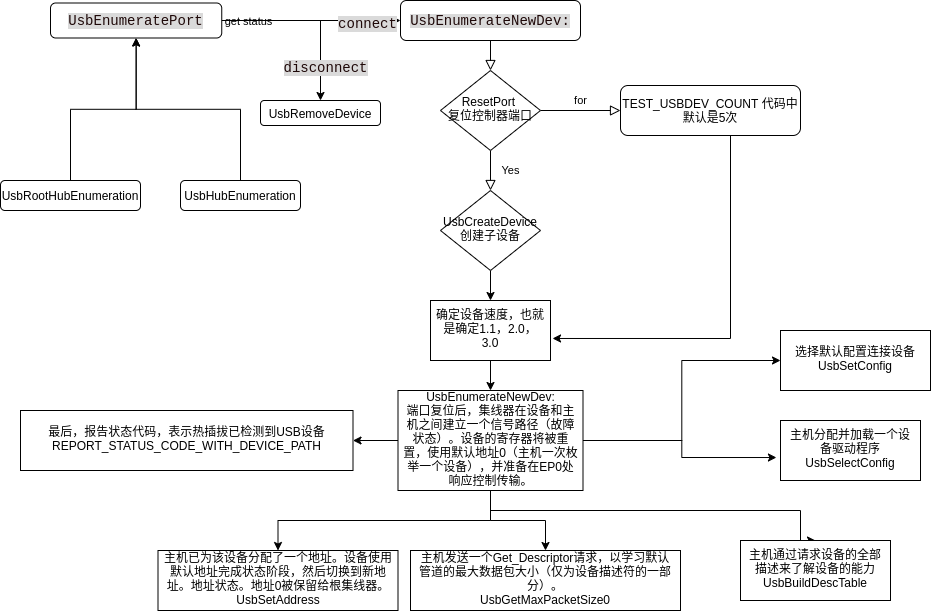 UsbEnumeratePort
get status
connect
UsbEnumerateNewDev:
disconnect
UsbRemoveDevice
ResetPort
复位控制器端口
for
TEST_USBDEV_COUNT 代码中
默认是5次
Yes
UsbRootHubEnumeration
UsbHubEnumeration
UsbCreateDevice
创建子设备
确定设备速度，也就
是确定1.1，2.0，
3.0
选择默认配置连接设备
UsbSetConfig
UsbEnumerateNewDev:
端口复位后，集线器在设备和主
机之间建立一个信号路径（故障
状态）。设备的寄存器将被重
置，使用默认地址0（主机一次枚
举一个设备），并准备在EP0处
响应控制传输。
最后，报告状态代码，表示热插拔已检测到USB设备
REPORT_STATUS_CODE_WITH_DEVICE_PATH
主机分配并加载一个设
备驱动程序
UsbSelectConfig
主机已为该设备分配了一个地址。设备使用
默认地址完成状态阶段，然后切换到新地
址。地址状态。地址0被保留给根集线器。
UsbSetAddress
主机发送一个Get_Descriptor请求，以学习默认
管道的最大数据包大小（仅为设备描述符的一部
分）。
UsbGetMaxPacketSize0
主机通过请求设备的全部
描述来了解设备的能力
UsbBuildDescTable